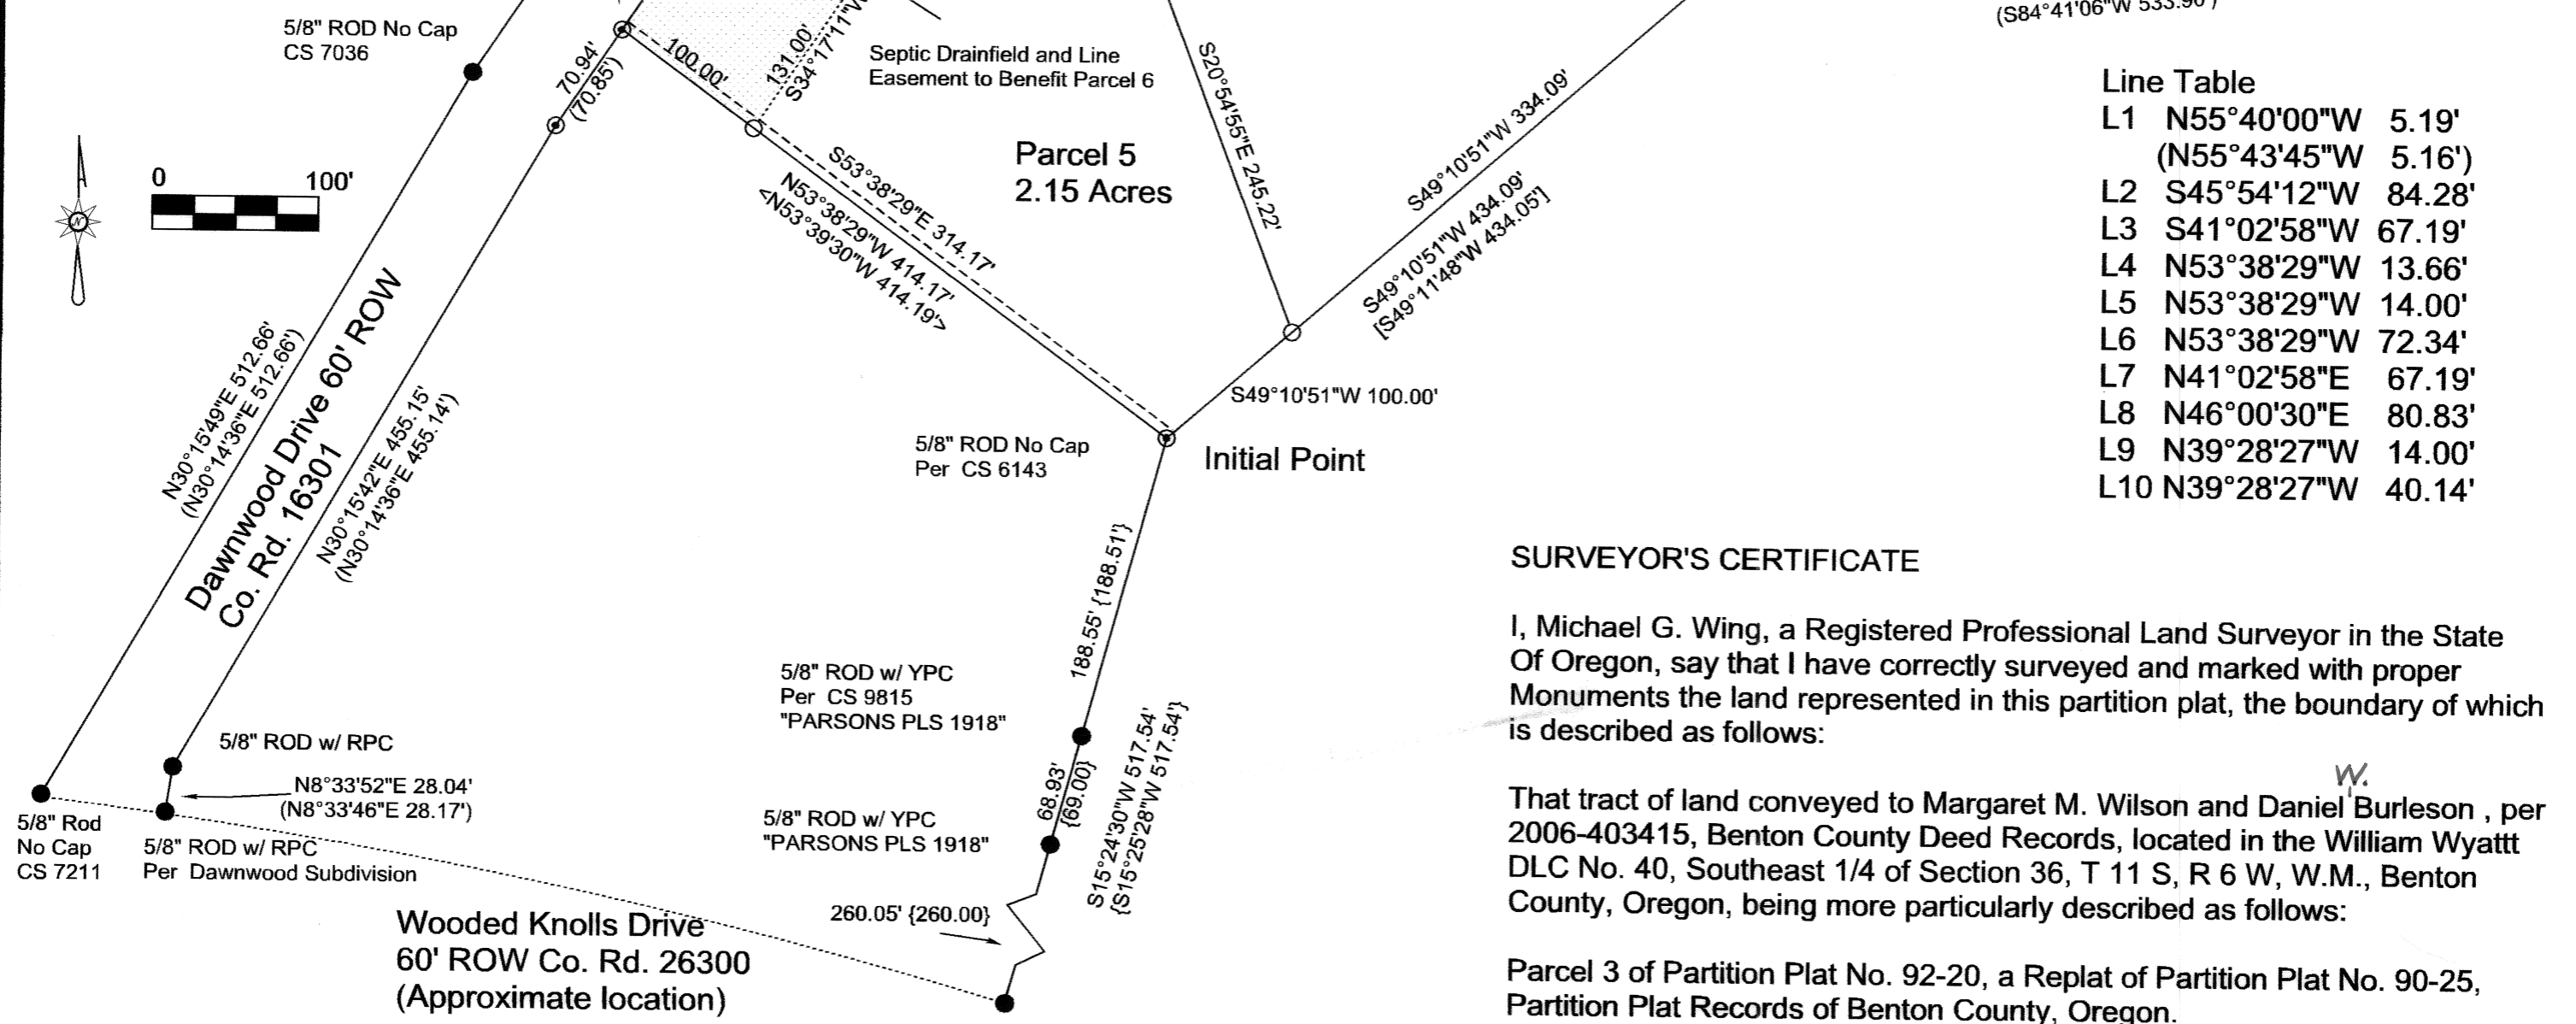 (S84°41'06"W 533.90')
5/8" ROD No Cap
CS 7036
70.94'
(70.85')
100.00'
131.00'
S34°17'11"W
Septic Drainfield and Line
Easement to Benefit Parcel 6
Parcel 5
2.15 Acres
S20°54'55"E 245.22'
S49°10'51"W 334.09'
S49°10'51"W 434.09'
[S49°11'48"W 434.05']
0 100'
N
S53°38'29"E 314.17'
N53°38'29"W 414.17'
<N53°39'30"W 414.19'>
N30°15'49"E 512.66'
(N30°14'36"E 512.66')
Dawnwood Drive 60' ROW
Co. Rd. 16301
N30°15'42"E 455.15'
(N30°14'36"E 455.14')
S49°10'51"W 100.00'
5/8" ROD No Cap
Per CS 6143
Initial Point
188.55' {188.51'}
5/8" ROD w/ YPC
Per CS 9815
"PARSONS PLS 1918"
5/8" ROD w/ RPC
N8°33'52"E 28.04'
(N8°33'46"E 28.17')
5/8" Rod
No Cap
CS 7211
5/8" ROD w/ RPC
Per Dawnwood Subdivision
5/8" ROD w/ YPC
"PARSONS PLS 1918"
68.93'
{69.00}
S15°24'30"W 517.54'
{S15°25'28"W 517.54'}
260.05' {260.00}
Wooded Knolls Drive
60' ROW Co. Rd. 26300
(Approximate location)
Line Table
L1 N55°40'00"W 5.19'
(N55°43'45"W 5.16')
L2 S45°54'12"W 84.28'
L3 S41°02'58"W 67.19'
L4 N53°38'29"W 13.66'
L5 N53°38'29"W 14.00'
L6 N53°38'29"W 72.34'
L7 N41°02'58"E 67.19'
L8 N46°00'30"E 80.83'
L9 N39°28'27"W 14.00'
L10 N39°28'27"W 40.14'
SURVEYOR'S CERTIFICATE
I, Michael G. Wing, a Registered Professional Land Surveyor in the State
Of Oregon, say that I have correctly surveyed and marked with proper
Monuments the land represented in this partition plat, the boundary of which
is described as follows:
W.
That tract of land conveyed to Margaret M. Wilson and Daniel Burleson , per
2006-403415, Benton County Deed Records, located in the William Wyattt
DLC No. 40, Southeast 1/4 of Section 36, T 11 S, R 6 W, W.M., Benton
County, Oregon, being more particularly described as follows:
Parcel 3 of Partition Plat No. 92-20, a Replat of Partition Plat No. 90-25,
Partition Plat Records of Benton County, Oregon.